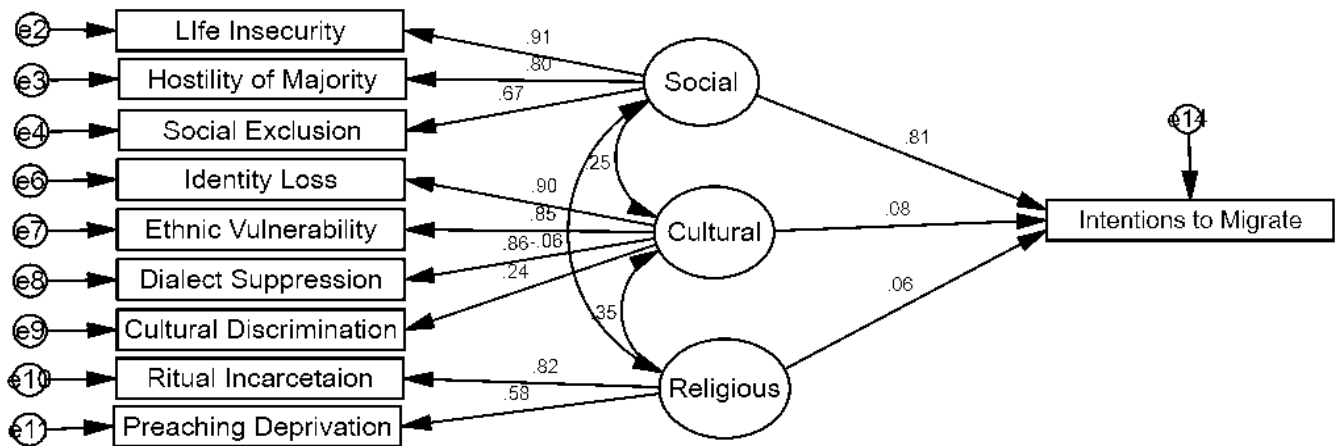 e2 LIfe Insecurity
e3 Hostility of Majority
e4 Social Exclusion
e6 Identity Loss
e7 Ethnic Vulnerability
e8 Dialect Suppression
e9 Cultural Discrimination
e10 Ritual Incarcetaion
e11 Preaching Deprivation
.91
.80
.67
.90
.85
.86
-.06
.24
.82
.58
Social
.25
Cultural
.35
Religious
.81
.08
.06
e14
Intentions to Migrate